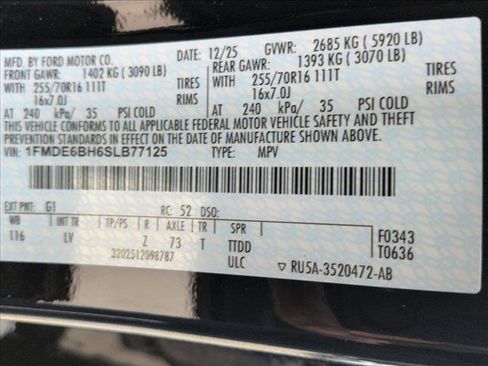 MFD. BY FORD MOTOR CO. 12/25 GVWR: 2685 KG ( 5920 LB)
FRONT GAWR: 1402 KG ( 3090 LB) REAR GAWR: 1393 KG ( 3070 LB)
WITH 255/70R16 111T TIRES WITH 255/70R16 111T TIRES
16x7.0J RIMS 16x7.0J RIMS
AT 240 kPa/ 35 PSI COLD AT 240 kPa/ 35 PSI COLD
THIS VEHICLE CONFORMS TO ALL APPLICABLE FEDERAL MOTOR VEHICLE SAFETY AND THEFT
PREVENTION STANDARDS IN EFFECT ON THE DATE OF MANUFACTURE SHOWN ABOVE.
VIN: 1FMDE6BH6SLB77125 TYPE: MPV
EXT PNT: G1 RC: 52 DSO:
WB INT TR TP/PS R AXLE TR SPR
116 LV Z 73 T TTDD
3202512098787 ULC
F0343
T0636
▽ RU5A-3520472-AB